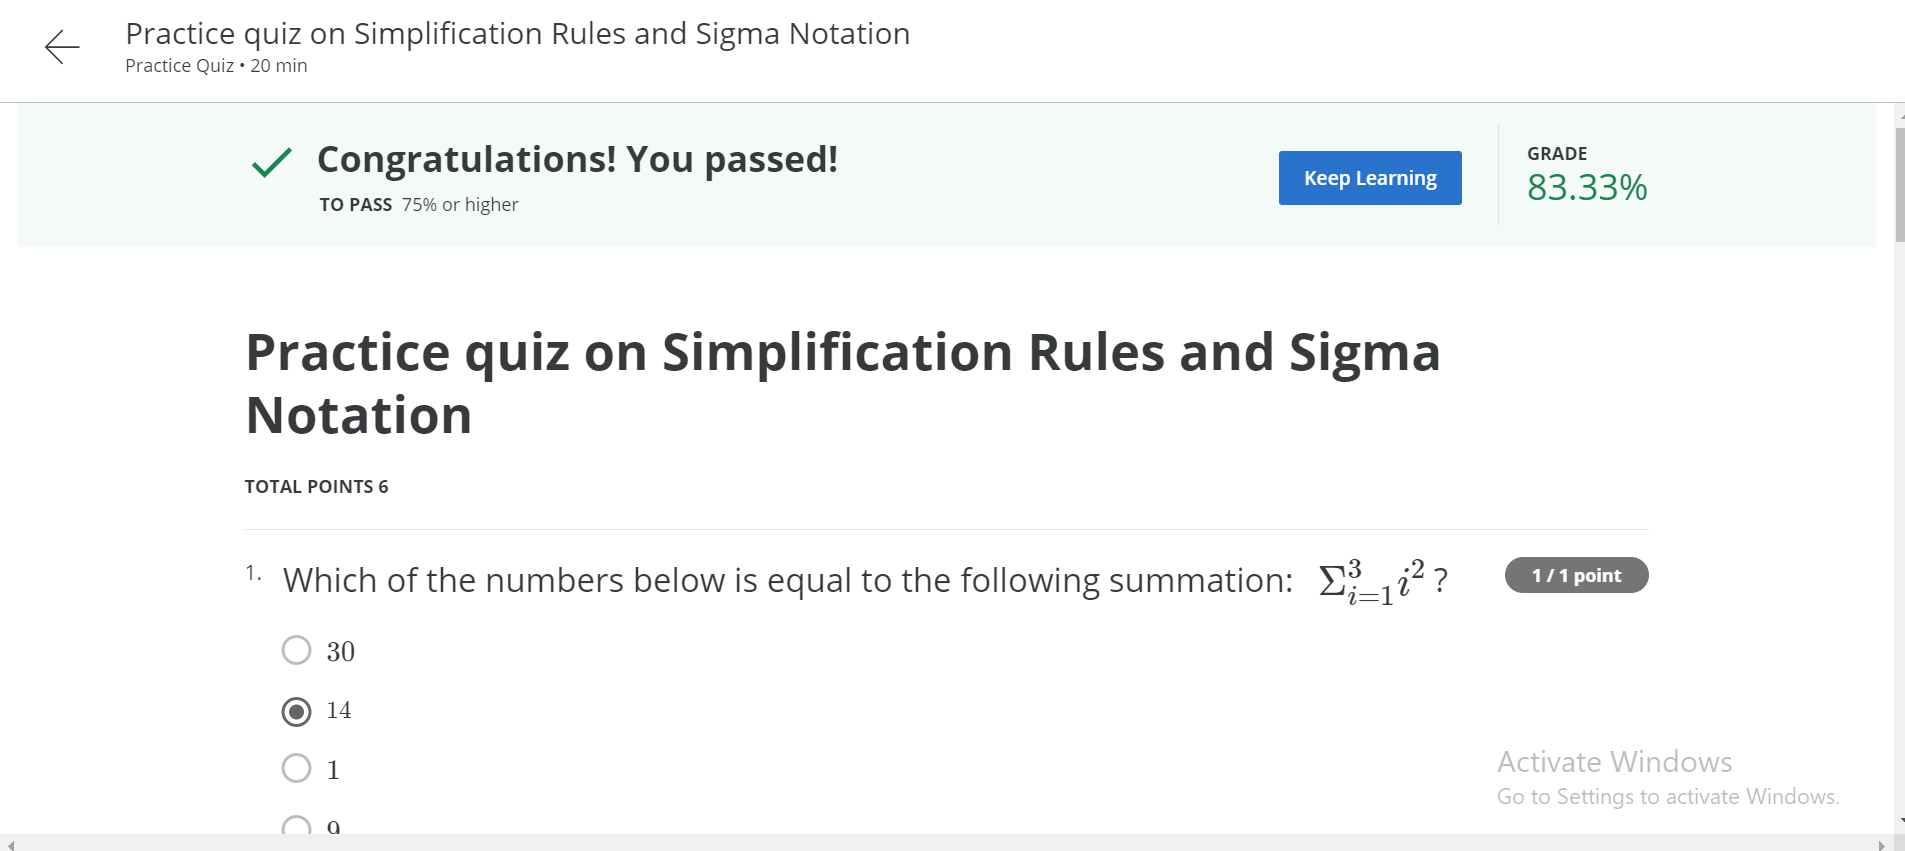 Practice quiz on Simplification Rules and Sigma Notation
Practice Quiz • 20 min
Congratulations! You passed!
TO PASS 75% or higher
Keep Learning
GRADE
83.33%
Practice quiz on Simplification Rules and Sigma
Notation
TOTAL POINTS 6
1. Which of the numbers below is equal to the following summation: Σ³ᵢ₌₁ i² ?
1 / 1 point
30
14
1
9
Activate Windows
Go to Settings to activate Windows.